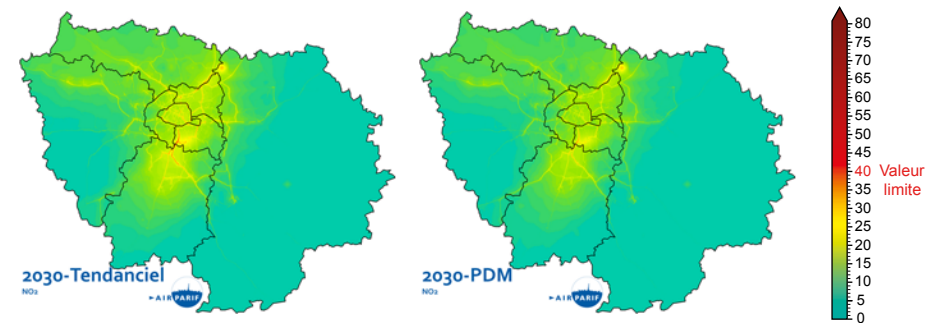 2030-Tendanciel
NO₂
AIRPARIF
2030-PDM
NO₂
AIRPARIF
80
75
70
65
60
55
50
45
40 Valeur
limite
35
30
25
20
15
10
5
0